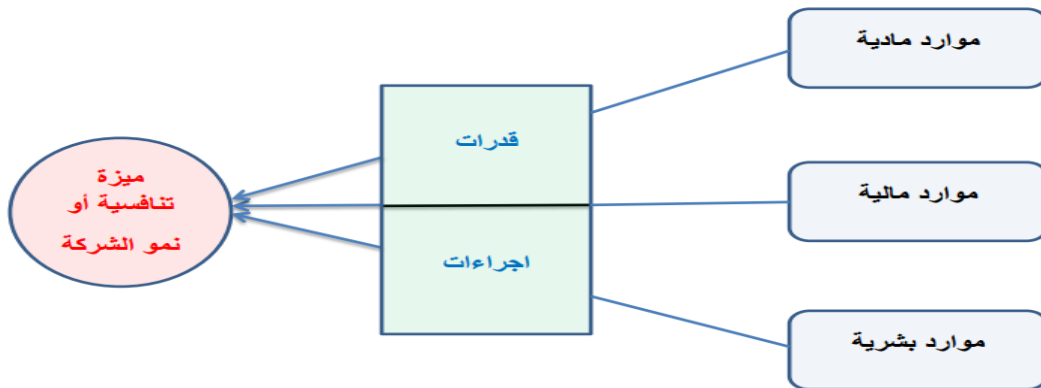 موارد مادية
موارد مالية
موارد بشرية
قدرات
اجراءات
ميزة
تنافسية أو
نمو الشركة